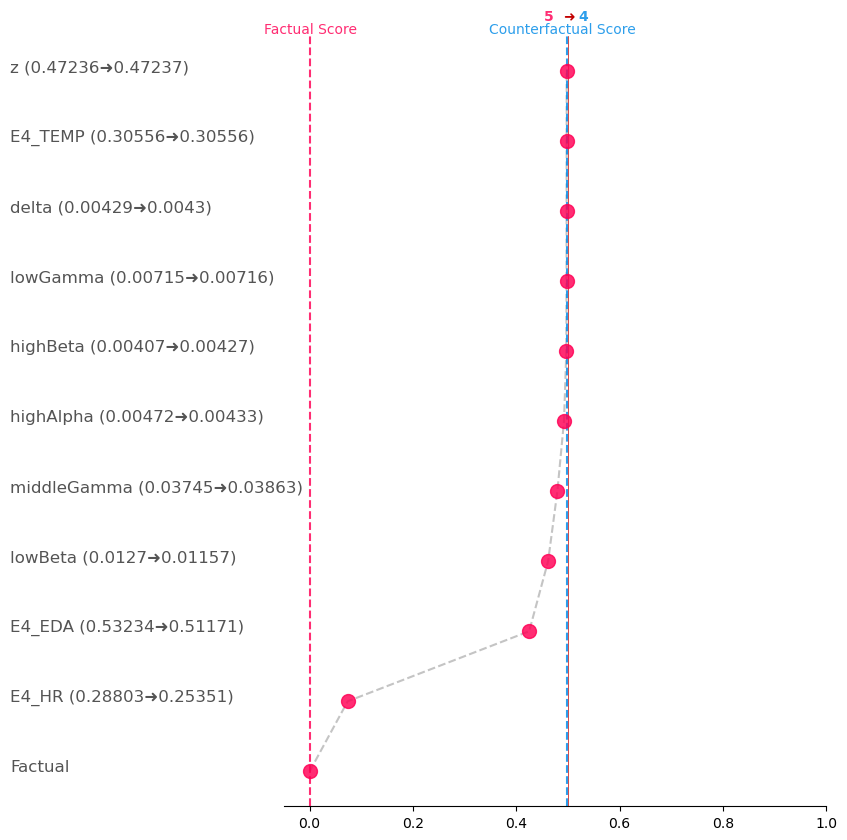 5 ➜ 4
Factual Score Counterfactual Score
z (0.47236➜0.47237)
E4_TEMP (0.30556➜0.30556)
delta (0.00429➜0.0043)
lowGamma (0.00715➜0.00716)
highBeta (0.00407➜0.00427)
highAlpha (0.00472➜0.00433)
middleGamma (0.03745➜0.03863)
lowBeta (0.0127➜0.01157)
E4_EDA (0.53234➜0.51171)
E4_HR (0.28803➜0.25351)
Factual
0.0 0.2 0.4 0.6 0.8 1.0